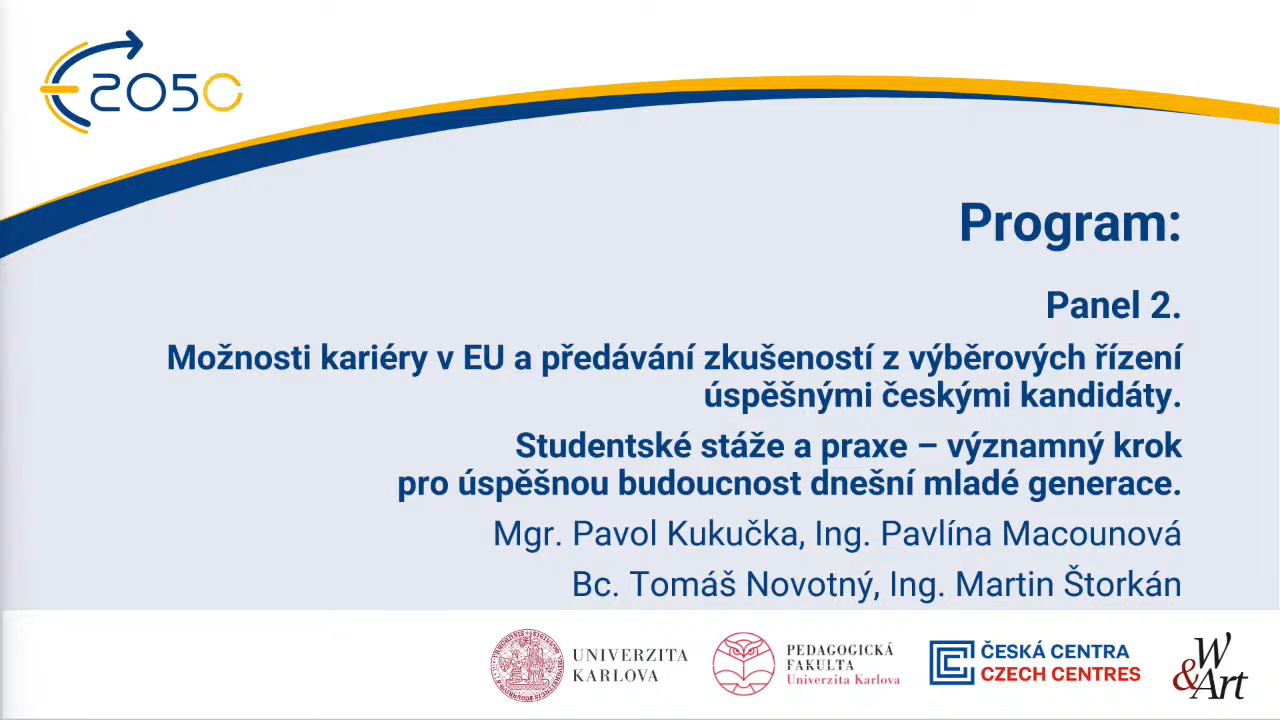 2050
Program:
Panel 2.
Možnosti kariéry v EU a předávání zkušeností z výběrových řízení
úspěšnými českými kandidáty.
Studentské stáže a praxe – významný krok
pro úspěšnou budoucnost dnešní mladé generace.
Mgr. Pavol Kukučka, Ing. Pavlína Macounová
Bc. Tomáš Novotný, Ing. Martin Štorkán
UNIVERZITA
KARLOVA
PEDAGOGICKÁ
FAKULTA
Univerzita Karlova
ČESKÁ CENTRA
CZECH CENTRES
W
&Art